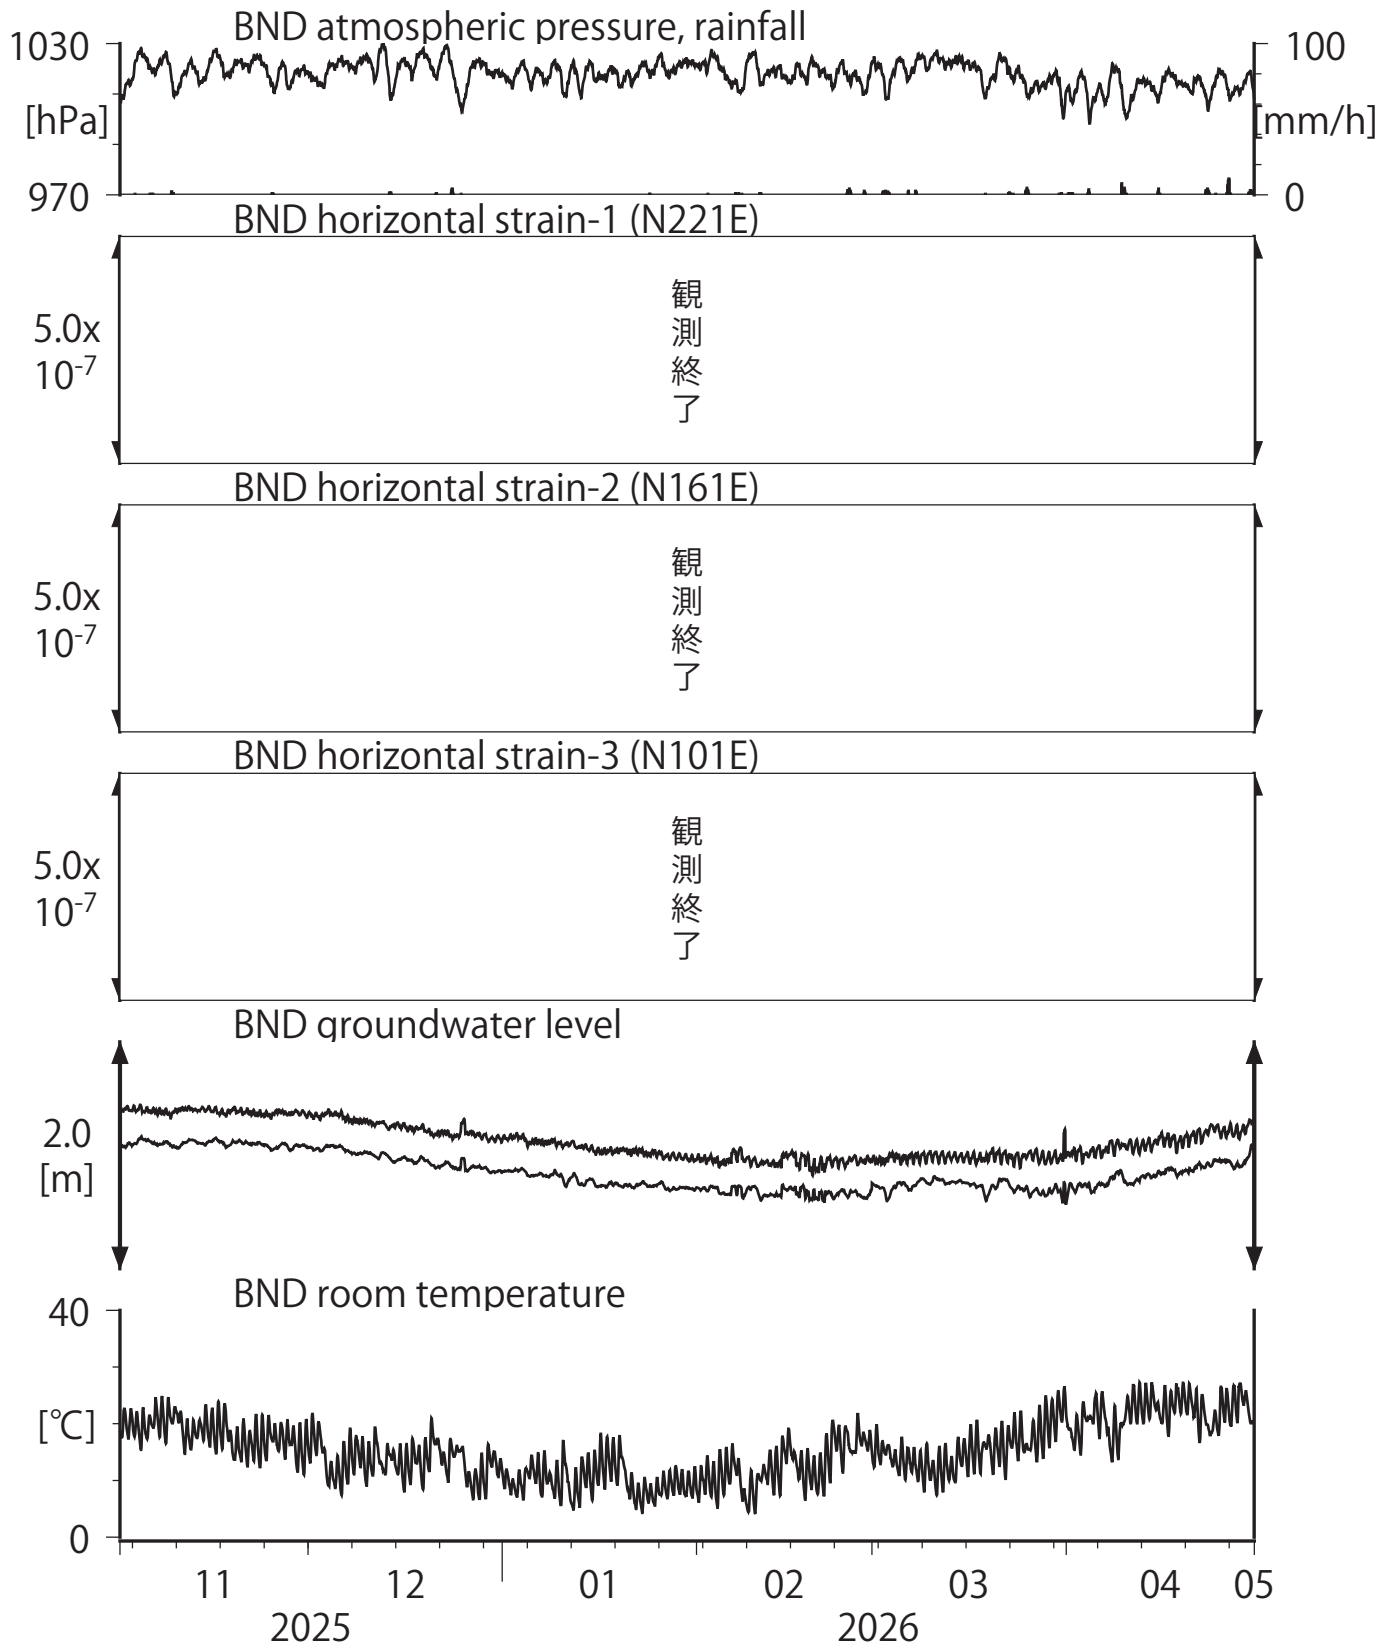 BND atmospheric pressure, rainfall
1030
100
[hPa]
[mm/h]
970
0
BND horizontal strain-1 (N221E)
観測終了
5.0x
10-7
BND horizontal strain-2 (N161E)
観測終了
5.0x
10-7
BND horizontal strain-3 (N101E)
観測終了
5.0x
10-7
BND groundwater level
2.0
[m]
BND room temperature
40
[℃]
0
11 12 01 02 03 04 05
2025 2026